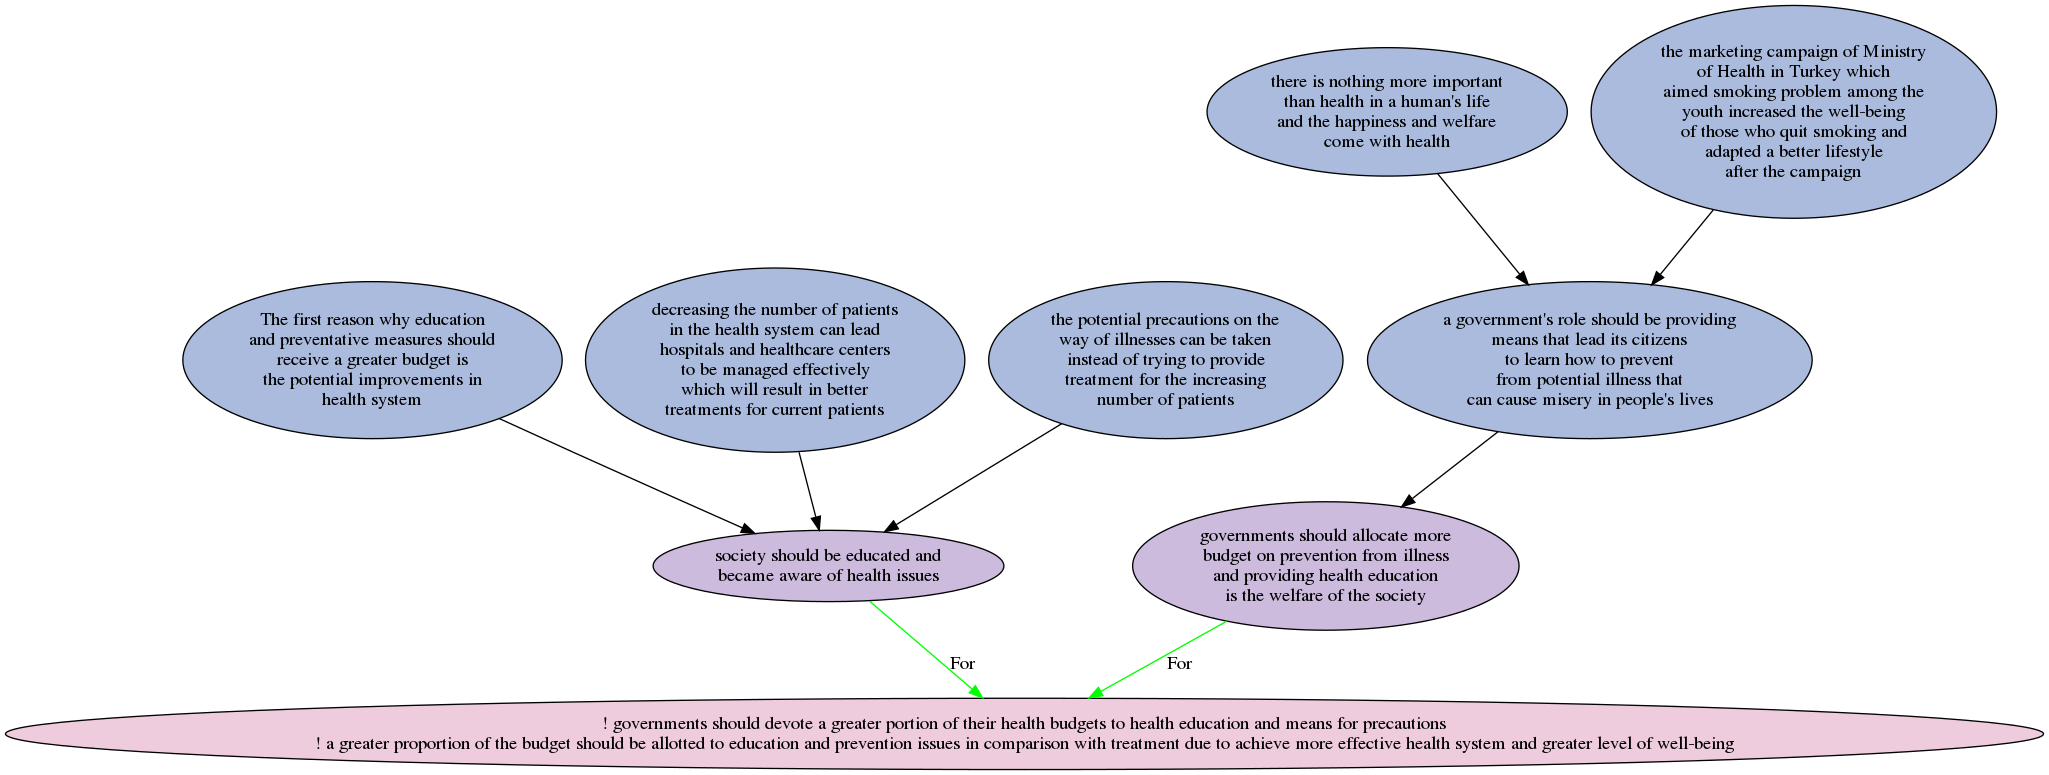 the marketing campaign of Ministry
of Health in Turkey which
aimed smoking problem among the
youth increased the well-being
of those who quit smoking and
adapted a better lifestyle
after the campaign
there is nothing more important
than health in a human's life
and the happiness and welfare
come with health
The first reason why education
and preventative measures should
receive a greater budget is
the potential improvements in
health system
decreasing the number of patients
in the health system can lead
hospitals and healthcare centers
to be managed effectively
which will result in better
treatments for current patients
the potential precautions on the
way of illnesses can be taken
instead of trying to provide
treatment for the increasing
number of patients
a government's role should be providing
means that lead its citizens
to learn how to prevent
from potential illness that
can cause misery in people's lives
society should be educated and
became aware of health issues
governments should allocate more
budget on prevention from illness
and providing health education
is the welfare of the society
For
For
! governments should devote a greater portion of their health budgets to health education and means for precautions
! a greater proportion of the budget should be allotted to education and prevention issues in comparison with treatment due to achieve more effective health system and greater level of well-being